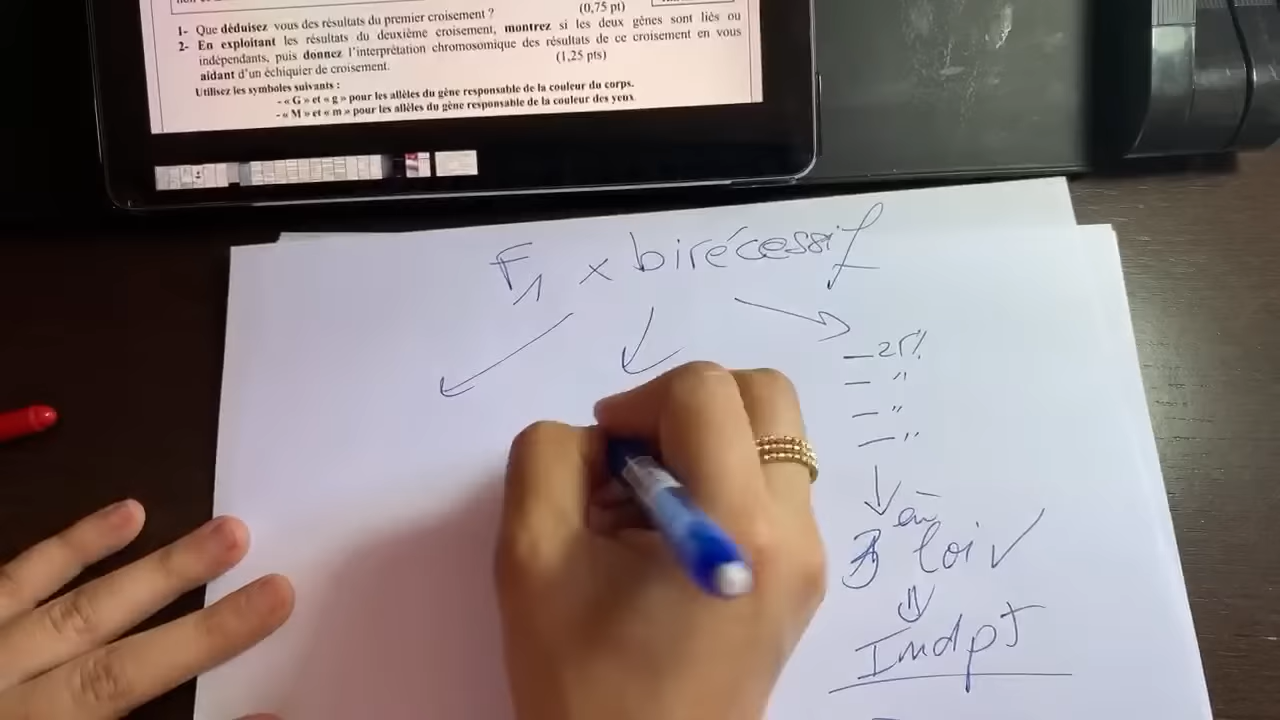 (0,75 pt)
1- Que déduisez vous des résultats du premier croisement ?
2- En exploitant les résultats du deuxième croisement, montrez si les deux gènes sont liés ou
indépendants, puis donnez l'interprétation chromosomique des résultats de ce croisement en vous
aidant d'un échiquier de croisement.
(1,25 pts)
Utilisez les symboles suivants :
- « G » et « g » pour les allèles du gène responsable de la couleur du corps.
- « M » et « m » pour les allèles du gène responsable de la couleur des yeux
F1 x birécessif
— 25%
— "
— "
— "
3 loi ✓
Indpt